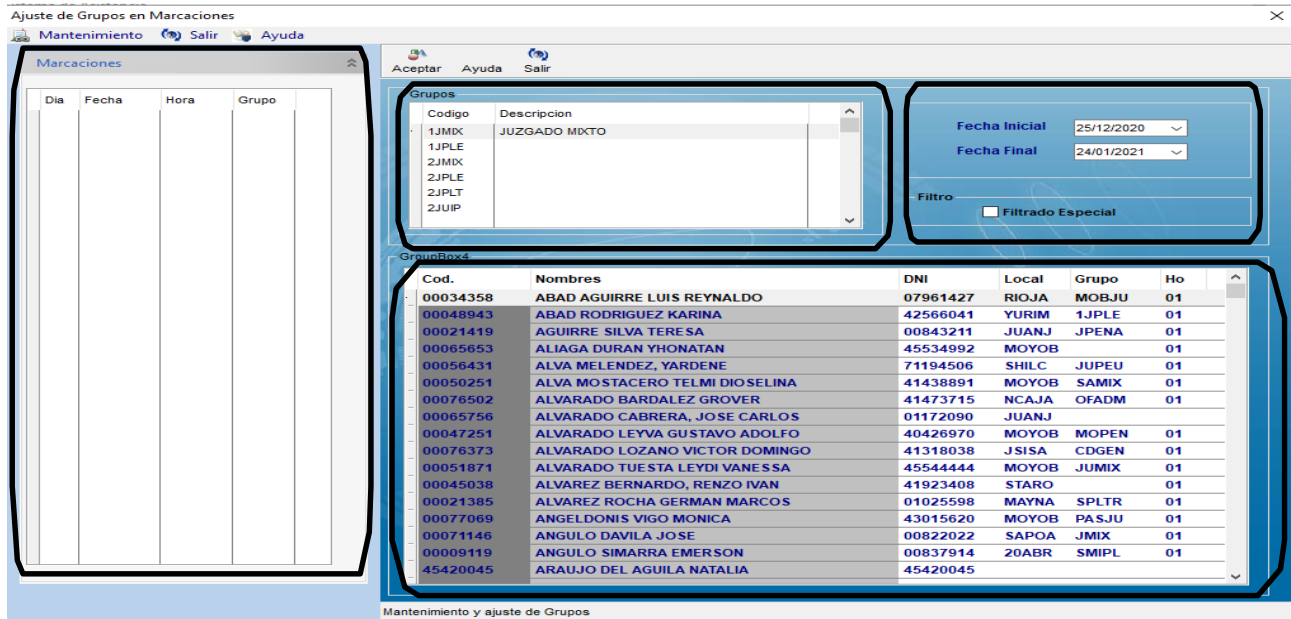 Ajuste de Grupos en Marcaciones
Mantenimiento Salir Ayuda
Marcaciones
Dia Fecha Hora Grupo
Aceptar Ayuda Salir
Grupos
Codigo Descripcion
1JMIX JUZGADO MIXTO
1JPLE
2JMIX
2JPLE
2JPLT
2JUIP
Fecha Inicial 25/12/2020
Fecha Final 24/01/2021
Filtro
Filtrado Especial
GroupBox4
Cod. Nombres DNI Local Grupo Ho
00034358 ABAD AGUIRRE LUIS REYNALDO 07961427 RIOJA MOBJU 01
00048943 ABAD RODRIGUEZ KARINA 42566041 YURIM 1JPLE 01
00021419 AGUIRRE SILVA TERESA 00843211 JUANJ JPENA 01
00065653 ALIAGA DURAN YHONATAN 45534992 MOYOB 01
00056431 ALVA MELENDEZ, YARDENE 71194506 SHILC JUPEU 01
00050251 ALVA MOSTACERO TELMI DIOSELINA 41438891 MOYOB SAMIX 01
00076502 ALVARADO BARDALEZ GROVER 41473715 NCAJA OFADM 01
00065756 ALVARADO CABRERA, JOSE CARLOS 01172090 JUANJ
00047251 ALVARADO LEYVA GUSTAVO ADOLFO 40426970 MOYOB MOPEN 01
00076373 ALVARADO LOZANO VICTOR DOMINGO 41318038 JSISA CDGEN 01
00051871 ALVARADO TUESTA LEYDI VANESSA 45544444 MOYOB JUMIX 01
00045038 ALVAREZ BERNARDO, RENZO IVAN 41923408 STARO 01
00021385 ALVAREZ ROCHA GERMAN MARCOS 01025598 MAYNA SPLTR 01
00077069 ANGELDONIS VIGO MONICA 43015620 MOYOB PASJU 01
00071146 ANGULO DAVILA JOSE 00822022 SAPOA JMIX 01
00009119 ANGULO SIMARRA EMERSON 00837914 20ABR SMIPL 01
45420045 ARAUJO DEL AGUILA NATALIA 45420045
Mantenimiento y ajuste de Grupos